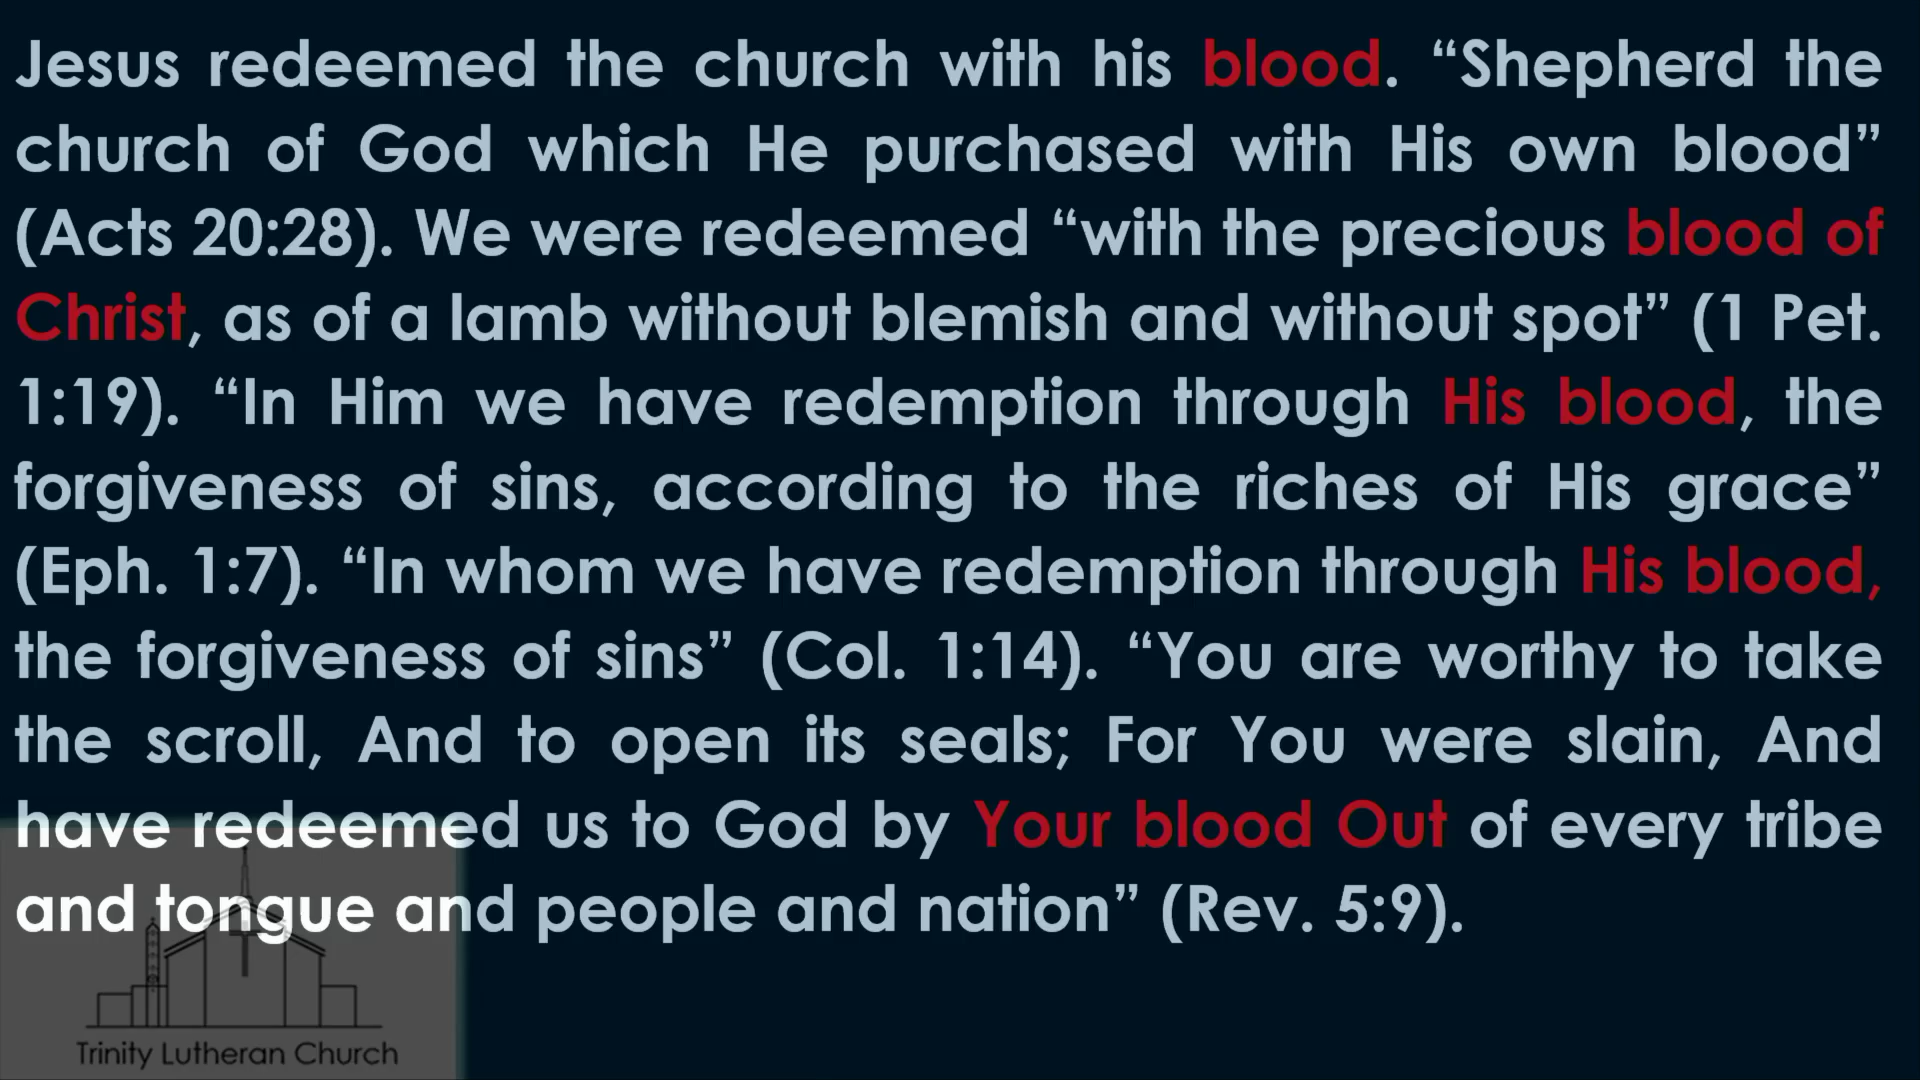 Jesus redeemed the church with his blood. “Shepherd the
church of God which He purchased with His own blood”
(Acts 20:28). We were redeemed “with the precious blood of
Christ, as of a lamb without blemish and without spot” (1 Pet.
1:19). “In Him we have redemption through His blood, the
forgiveness of sins, according to the riches of His grace”
(Eph. 1:7). “In whom we have redemption through His blood,
the forgiveness of sins” (Col. 1:14). “You are worthy to take
the scroll, And to open its seals; For You were slain, And
have redeemed us to God by Your blood Out of every tribe
and tongue and people and nation” (Rev. 5:9).
Trinity Lutheran Church